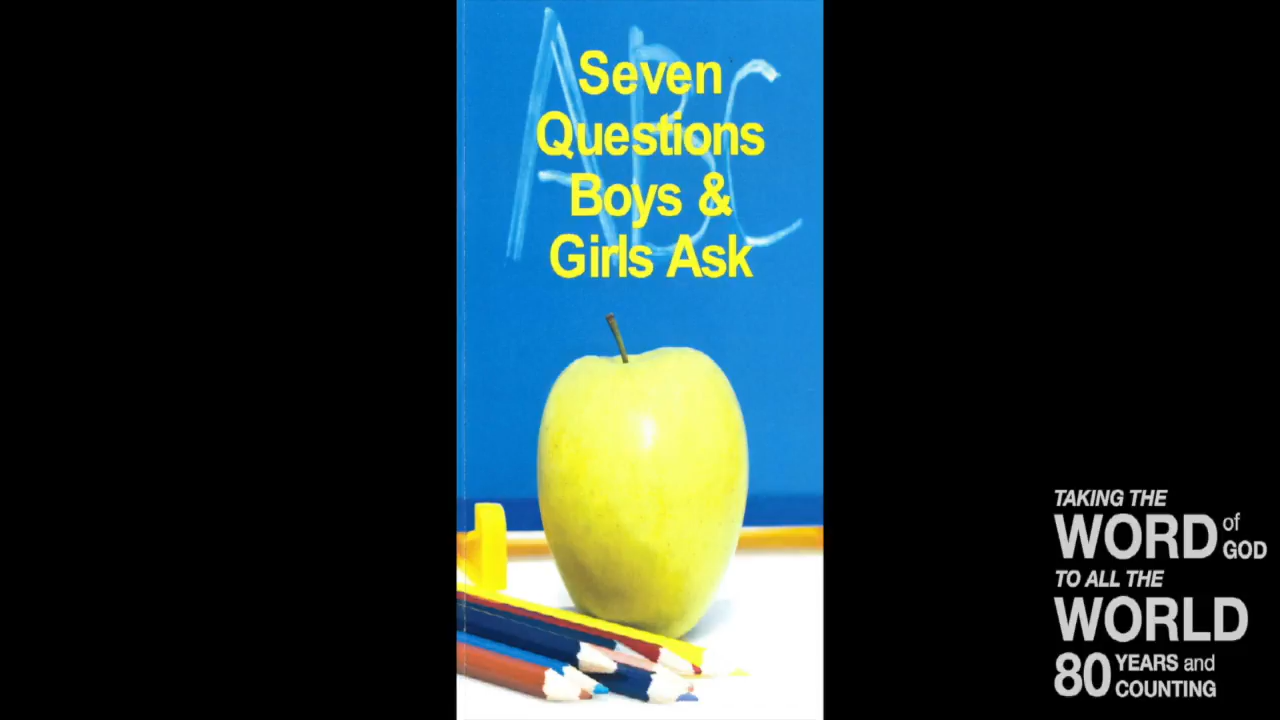 ABC
Seven
Questions
Boys &
Girls Ask
TAKING THE
WORD of GOD
TO ALL THE
WORLD
80 YEARS and
COUNTING